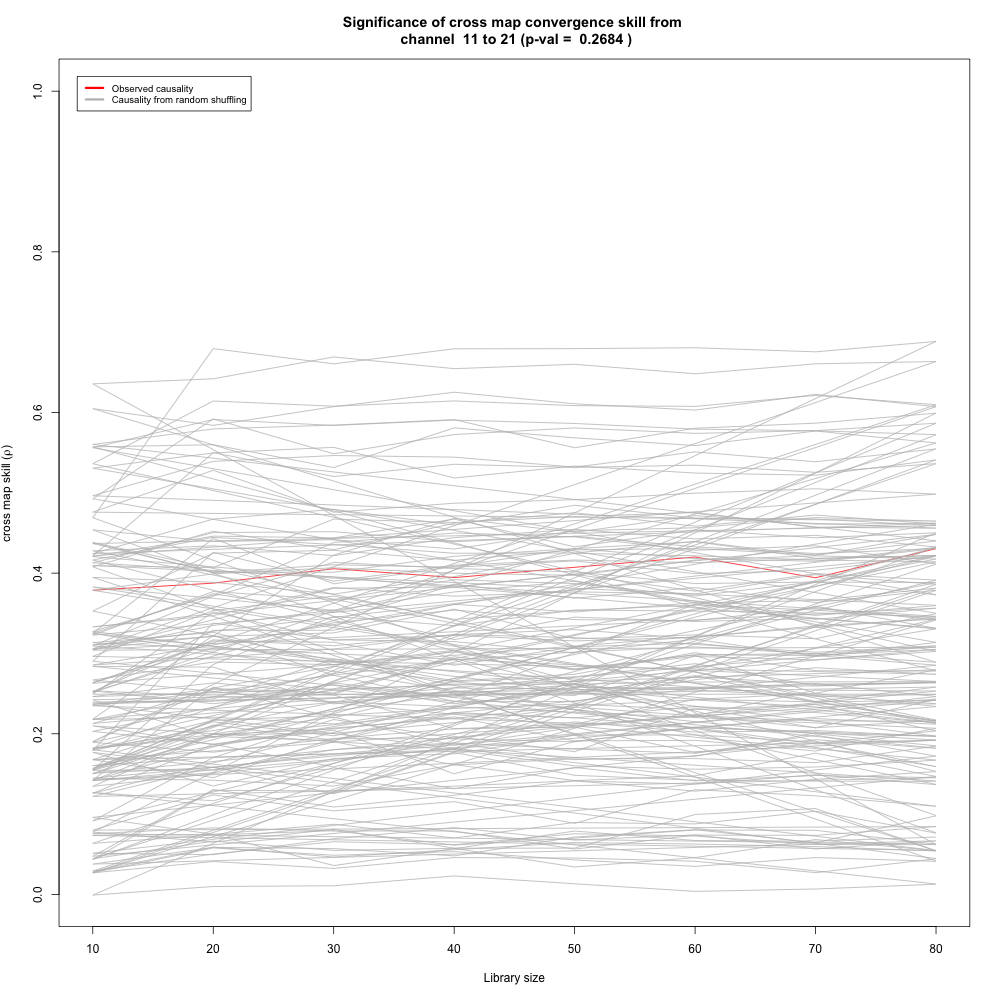 Significance of cross map convergence skill from
channel  11 to 21 (p-val =  0.2684 )
Observed causality
Causality from random shuffling
1.0
0.8
0.6
0.4
0.2
0.0
cross map skill (ρ)
10 20 30 40 50 60 70 80
Library size